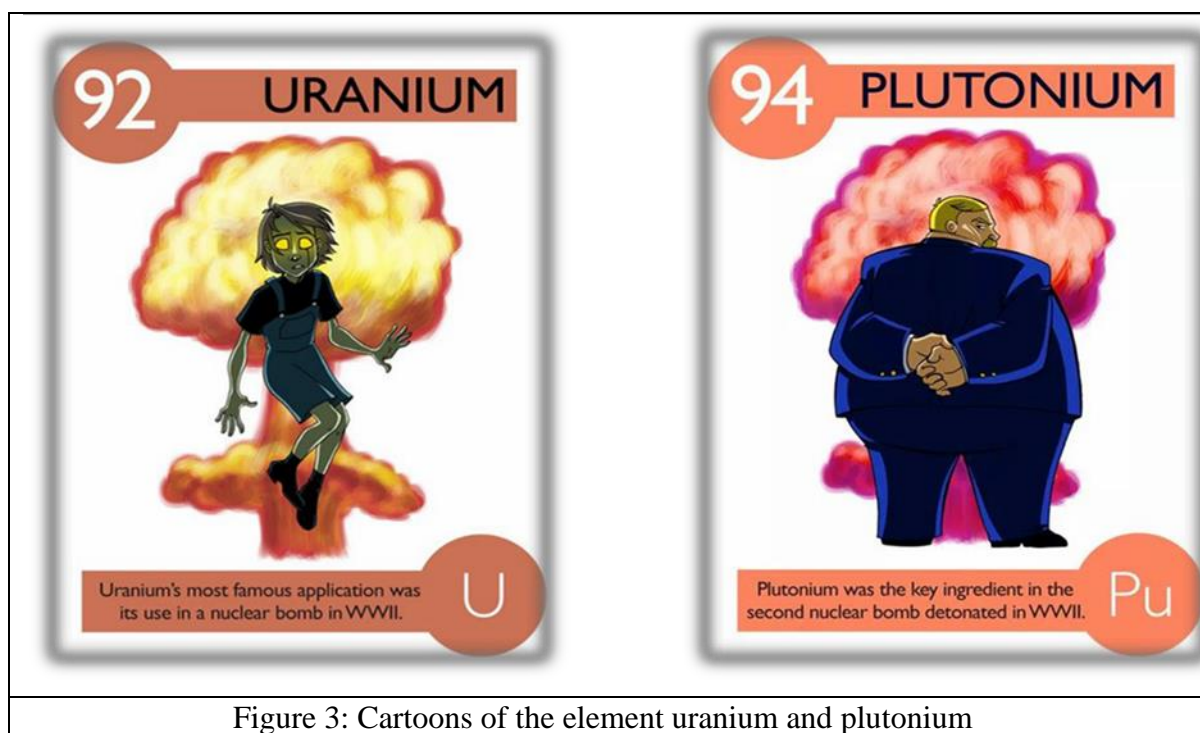 92
URANIUM
Uranium's most famous application was
its use in a nuclear bomb in WWII.
U
94
PLUTONIUM
Plutonium was the key ingredient in the
second nuclear bomb detonated in WWII.
Pu
Figure 3: Cartoons of the element uranium and plutonium